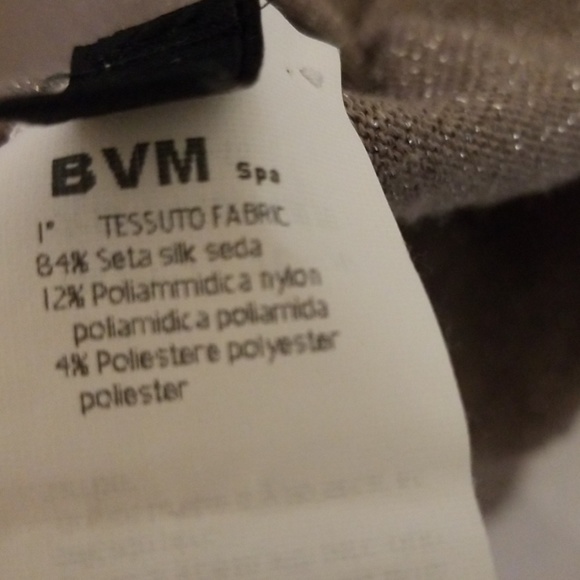 BVM Spa
1° TESSUTO FABRIC
84% Seta silk seda
12% Poliammidica nylon
poliamidica poliamida
4% Poliestere polyester
poliester